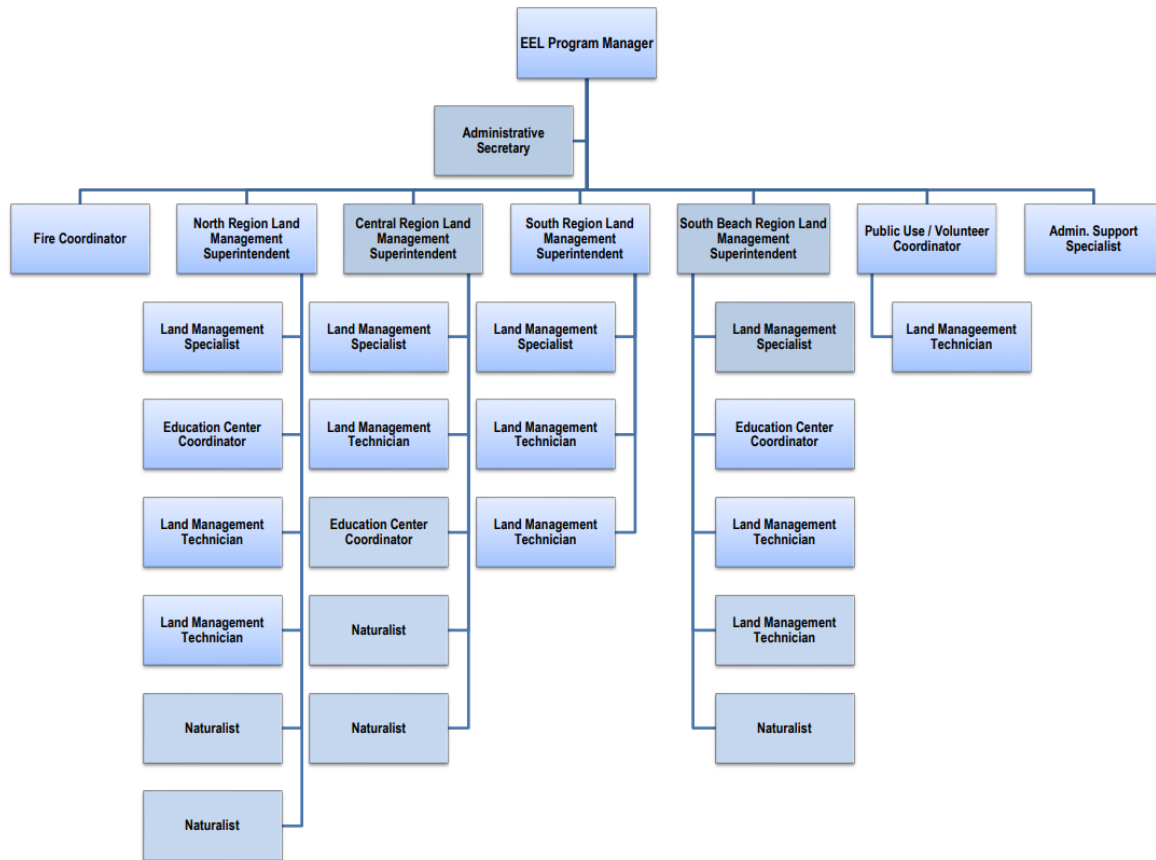 EEL Program Manager
Administrative
Secretary
Fire Coordinator
North Region Land
Management
Superintendent
Central Region Land
Management
Superintendent
South Region Land
Management
Superintendent
South Beach Region Land
Management
Superintendent
Public Use / Volunteer
Coordinator
Admin. Support
Specialist
Land Management
Specialist
Land Management
Specialist
Land Management
Specialist
Land Management
Specialist
Land Manageement
Technician
Education Center
Coordinator
Land Management
Technician
Land Management
Technician
Education Center
Coordinator
Land Management
Technician
Education Center
Coordinator
Land Management
Technician
Land Management
Technician
Land Management
Technician
Naturalist
Land Management
Technician
Naturalist
Naturalist
Naturalist
Naturalist